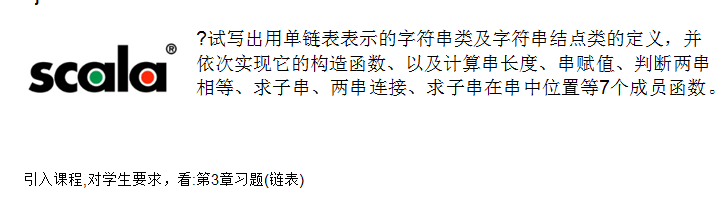 scala®
?试写出用单链表表示的字符串类及字符串结点类的定义，并
依次实现它的构造函数、以及计算串长度、串赋值、判断两串
相等、求子串、两串连接、求子串在串中位置等7个成员函数。
引入课程,对学生要求，看:第3章习题(链表)